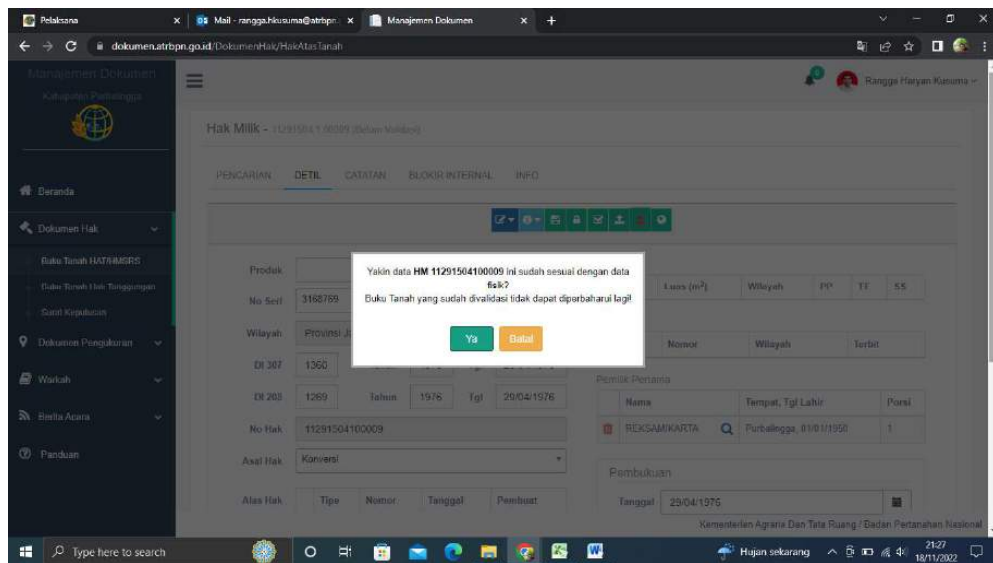 Pelaksana
Mail - rangga.hkusuma@atrbpn.
Manajemen Dokumen
dokumen.atrbpn.go.id/DokumenHak/HakAtasTanah
Manajemen Dokumen
Kabupaten Purbalingga
Rangga Haryan Kusuma
Hak Milik - 11291504.1.00009 (Belum Validasi)
PENCARIAN DETIL CATATAN BLOKIR INTERNAL INFO
Beranda
Dokumen Hak
Buku Tanah HAT/HMSRS
Buku Tanah Hak Tanggungan
Surat Keputusan
Dokumen Pengukuran
Warkah
Berita Acara
Panduan
Yakin data HM 11291504100009 ini sudah sesuai dengan data
fisik?
Buku Tanah yang sudah divalidasi tidak dapat diperbaharui lagi!
Ya Batal
Produk
No Seri 3168769
Luas (m²) Wilayah PP TT SS
Wilayah Provinsi Ja
Nomor Wilayah Terbit
DI 307 1360
DI 208 1269 Tahun 1976 Tgl 29/04/1976
Pemilik Pertama
Nama Tempat, Tgl Lahir Porsi
REKSAMIKARTA Purbalingga, 01/01/1950 1
No Hak 11291504100009
Asal Hak Konversi
Alas Hak Tipe Nomor Tanggal Pembuat
Pembukuan
Tanggal 29/04/1976
Kementerian Agraria Dan Tata Ruang / Badan Pertanahan Nasional
Type here to search
Hujan sekarang
21:27
18/11/2022